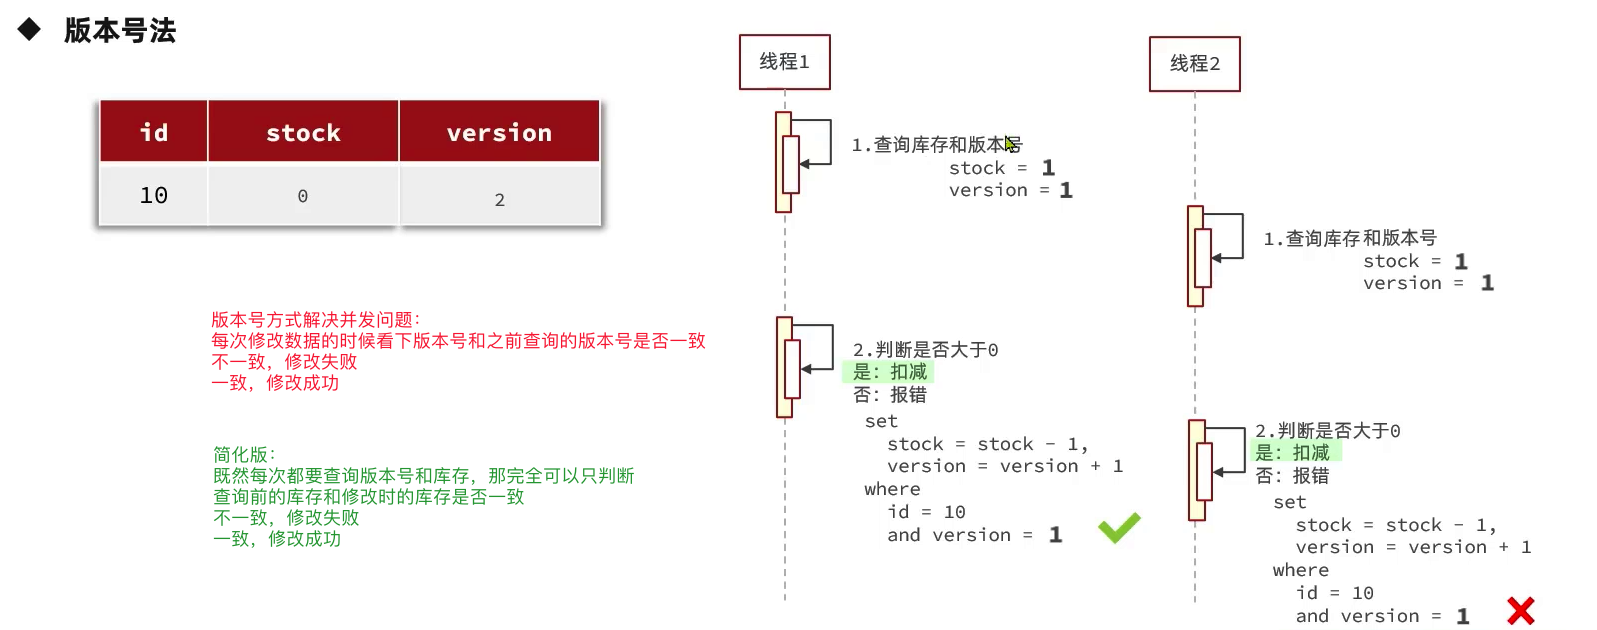 版本号法
id stock version
10 0 2
版本号方式解决并发问题：
每次修改数据的时候看下版本号和之前查询的版本号是否一致
不一致，修改失败
一致，修改成功
简化版：
既然每次都要查询版本号和库存，那完全可以只判断
查询前的库存和修改时的库存是否一致
不一致，修改失败
一致，修改成功
线程1
1.查询库存和版本号
stock = 1
version = 1
2.判断是否大于0
是：扣减
否：报错
set
stock = stock - 1,
version = version + 1
where
id = 10
and version = 1
线程2
1.查询库存和版本号
stock = 1
version = 1
2.判断是否大于0
是：扣减
否：报错
set
stock = stock - 1,
version = version + 1
where
id = 10
and version = 1